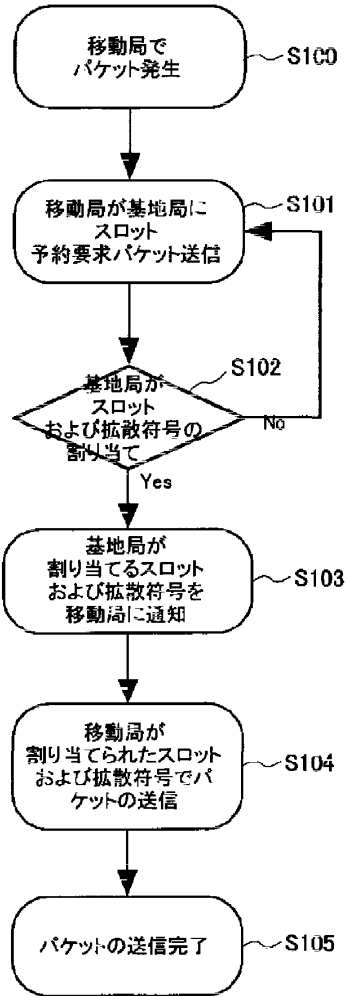 移動局で
パケット発生
S100
移動局が基地局に
スロット
予約要求パケット送信
S101
基地局が
スロット
および拡散符号の
割り当て
S102
No
Yes
基地局が
割り当てるスロット
および拡散符号を
移動局に通知
S103
移動局が
割り当てられたスロット
および拡散符号でパ
ケットの送信
S104
パケットの送信完了
S105